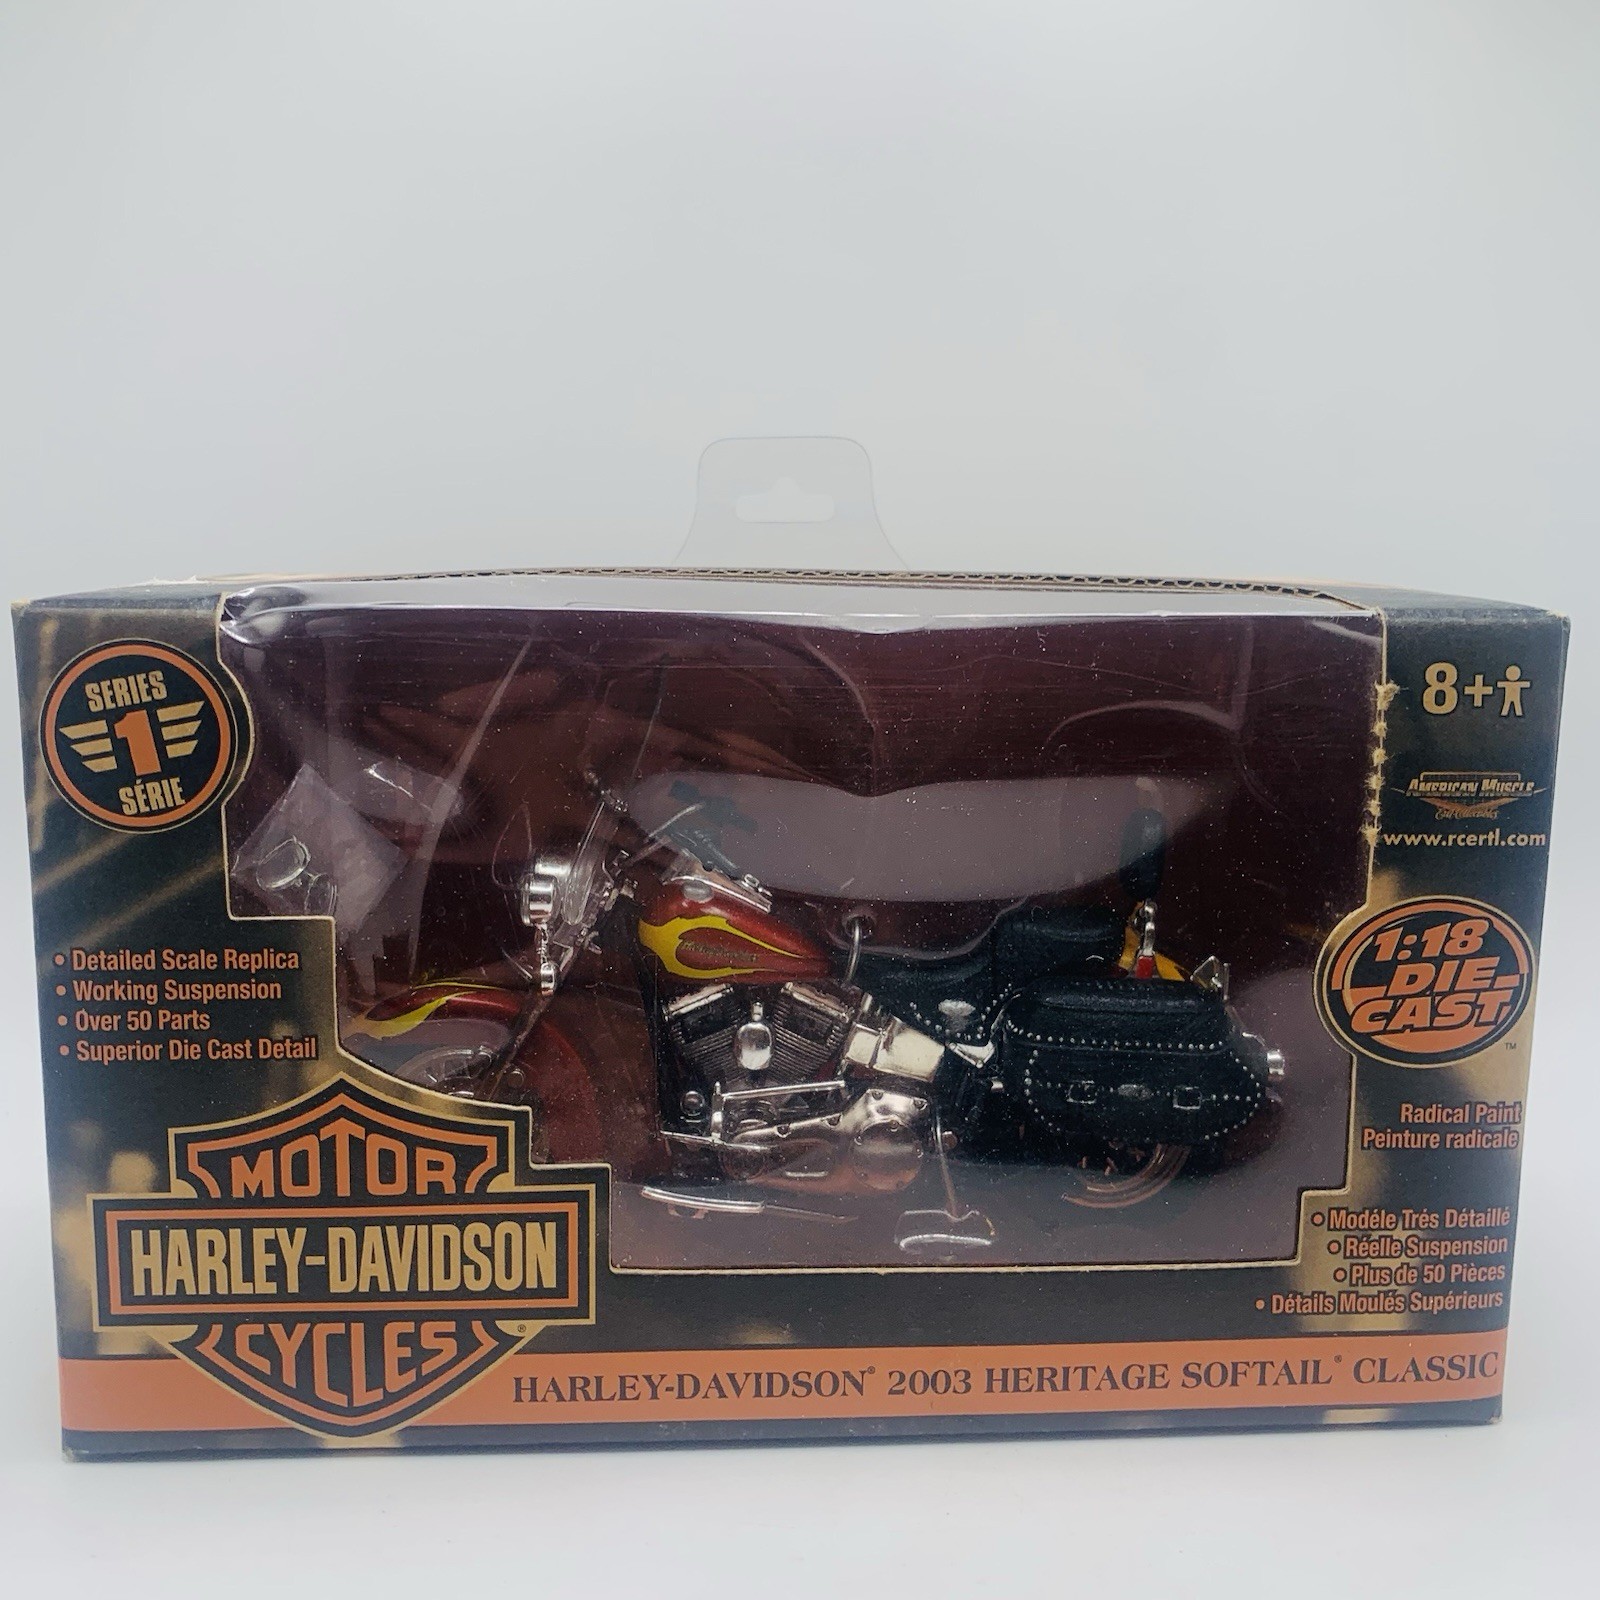 SERIES
1
SÉRIE
8+
AMERICAN MUSCLE
www.rcertl.com
• Detailed Scale Replica
• Working Suspension
• Over 50 Parts
• Superior Die Cast Detail
1:18
DIE
CAST
TM
Radical Paint
Peinture radicale
• Modéle Trés Détaillé
• Réelle Suspension
• Plus de 50 Pièces
• Détails Moulés Supérieurs
MOTOR
HARLEY-DAVIDSON
CYCLES®
HARLEY-DAVIDSON® 2003 HERITAGE SOFTAIL® CLASSIC